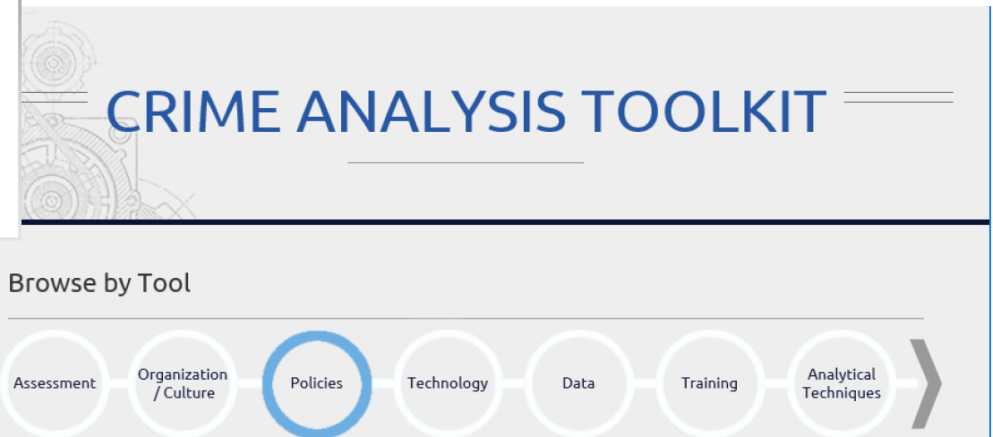 CRIME ANALYSIS TOOLKIT
Browse by Tool
Assessment
Organization
/ Culture
Policies
Technology
Data
Training
Analytical
Techniques